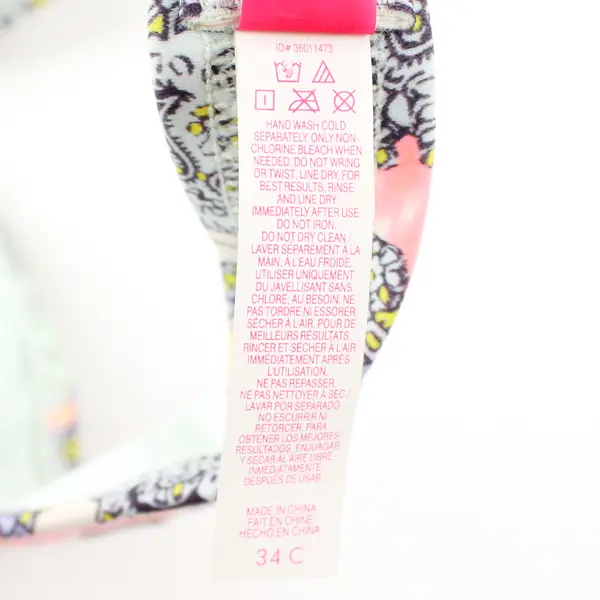 ID# 36011473
HAND WASH COLD
SEPARATELY. ONLY NON-
CHLORINE BLEACH WHEN
NEEDED. DO NOT WRING
OR TWIST. LINE DRY, FOR
BEST RESULTS, RINSE
AND LINE DRY
IMMEDIATELY AFTER USE.
DO NOT IRON.
DO NOT DRY CLEAN./
LAVER SÉPARÉMENT À LA
MAIN, À L'EAU FROIDE.
UTILISER UNIQUEMENT
DU JAVELLISANT SANS
CHLORE, AU BESOIN. NE
PAS TORDRE NI ESSORER.
SÉCHER À L'AIR. POUR DE
MEILLEURS RÉSULTATS,
RINCER ET SÉCHER À L'AIR
IMMÉDIATEMENT APRÈS
L'UTILISATION.
NE PAS REPASSER.
NE PAS NETTOYER À SEC./
LAVAR POR SEPARADO
NO ESCURRIR NI
RETORCER, PARA
OBTENER LOS MEJORES
RESULTADOS, ENJUAGAR
Y SECAR AL AIRE LIBRE
INMEDIATAMENTE
DESPUES DE USAR.
MADE IN CHINA
FAIT EN CHINE
HECHO EN CHINA
34 C